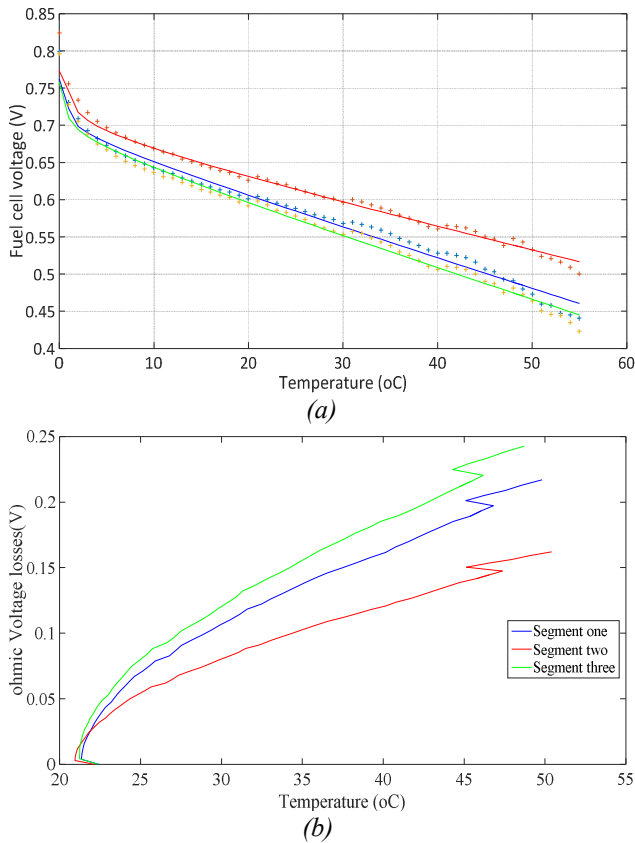 Fuel cell voltage (V)
0.85
0.8
0.75
0.7
0.65
0.6
0.55
0.5
0.45
0.4
0 10 20 30 40 50 60
Temperature (oC)
(a)
ohmic Voltage losses(V)
0.25
0.2
0.15
0.1
0.05
0
Segment one
Segment two
Segment three
20 25 30 35 40 45 50 55
Temperature (oC)
(b)